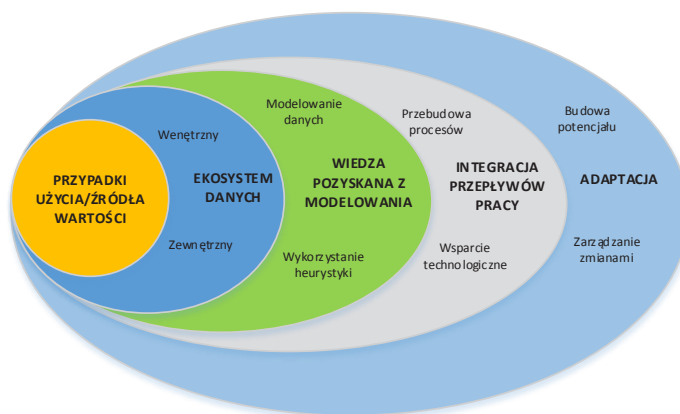 PRZYPADKI
UŻYCIA/ŹRÓDŁA
WARTOŚCI
Wenętrzny
EKOSYSTEM
DANYCH
Zewnętrzny
Modelowanie
danych
WIEDZA
POZYSKANA Z
MODELOWANIA
Wykorzystanie
heurystyki
Przebudowa
procesów
INTEGRACJA
PRZEPŁYWÓW
PRACY
Wsparcie
technologiczne
Budowa
potencjału
ADAPTACJA
Zarządzanie
zmianami